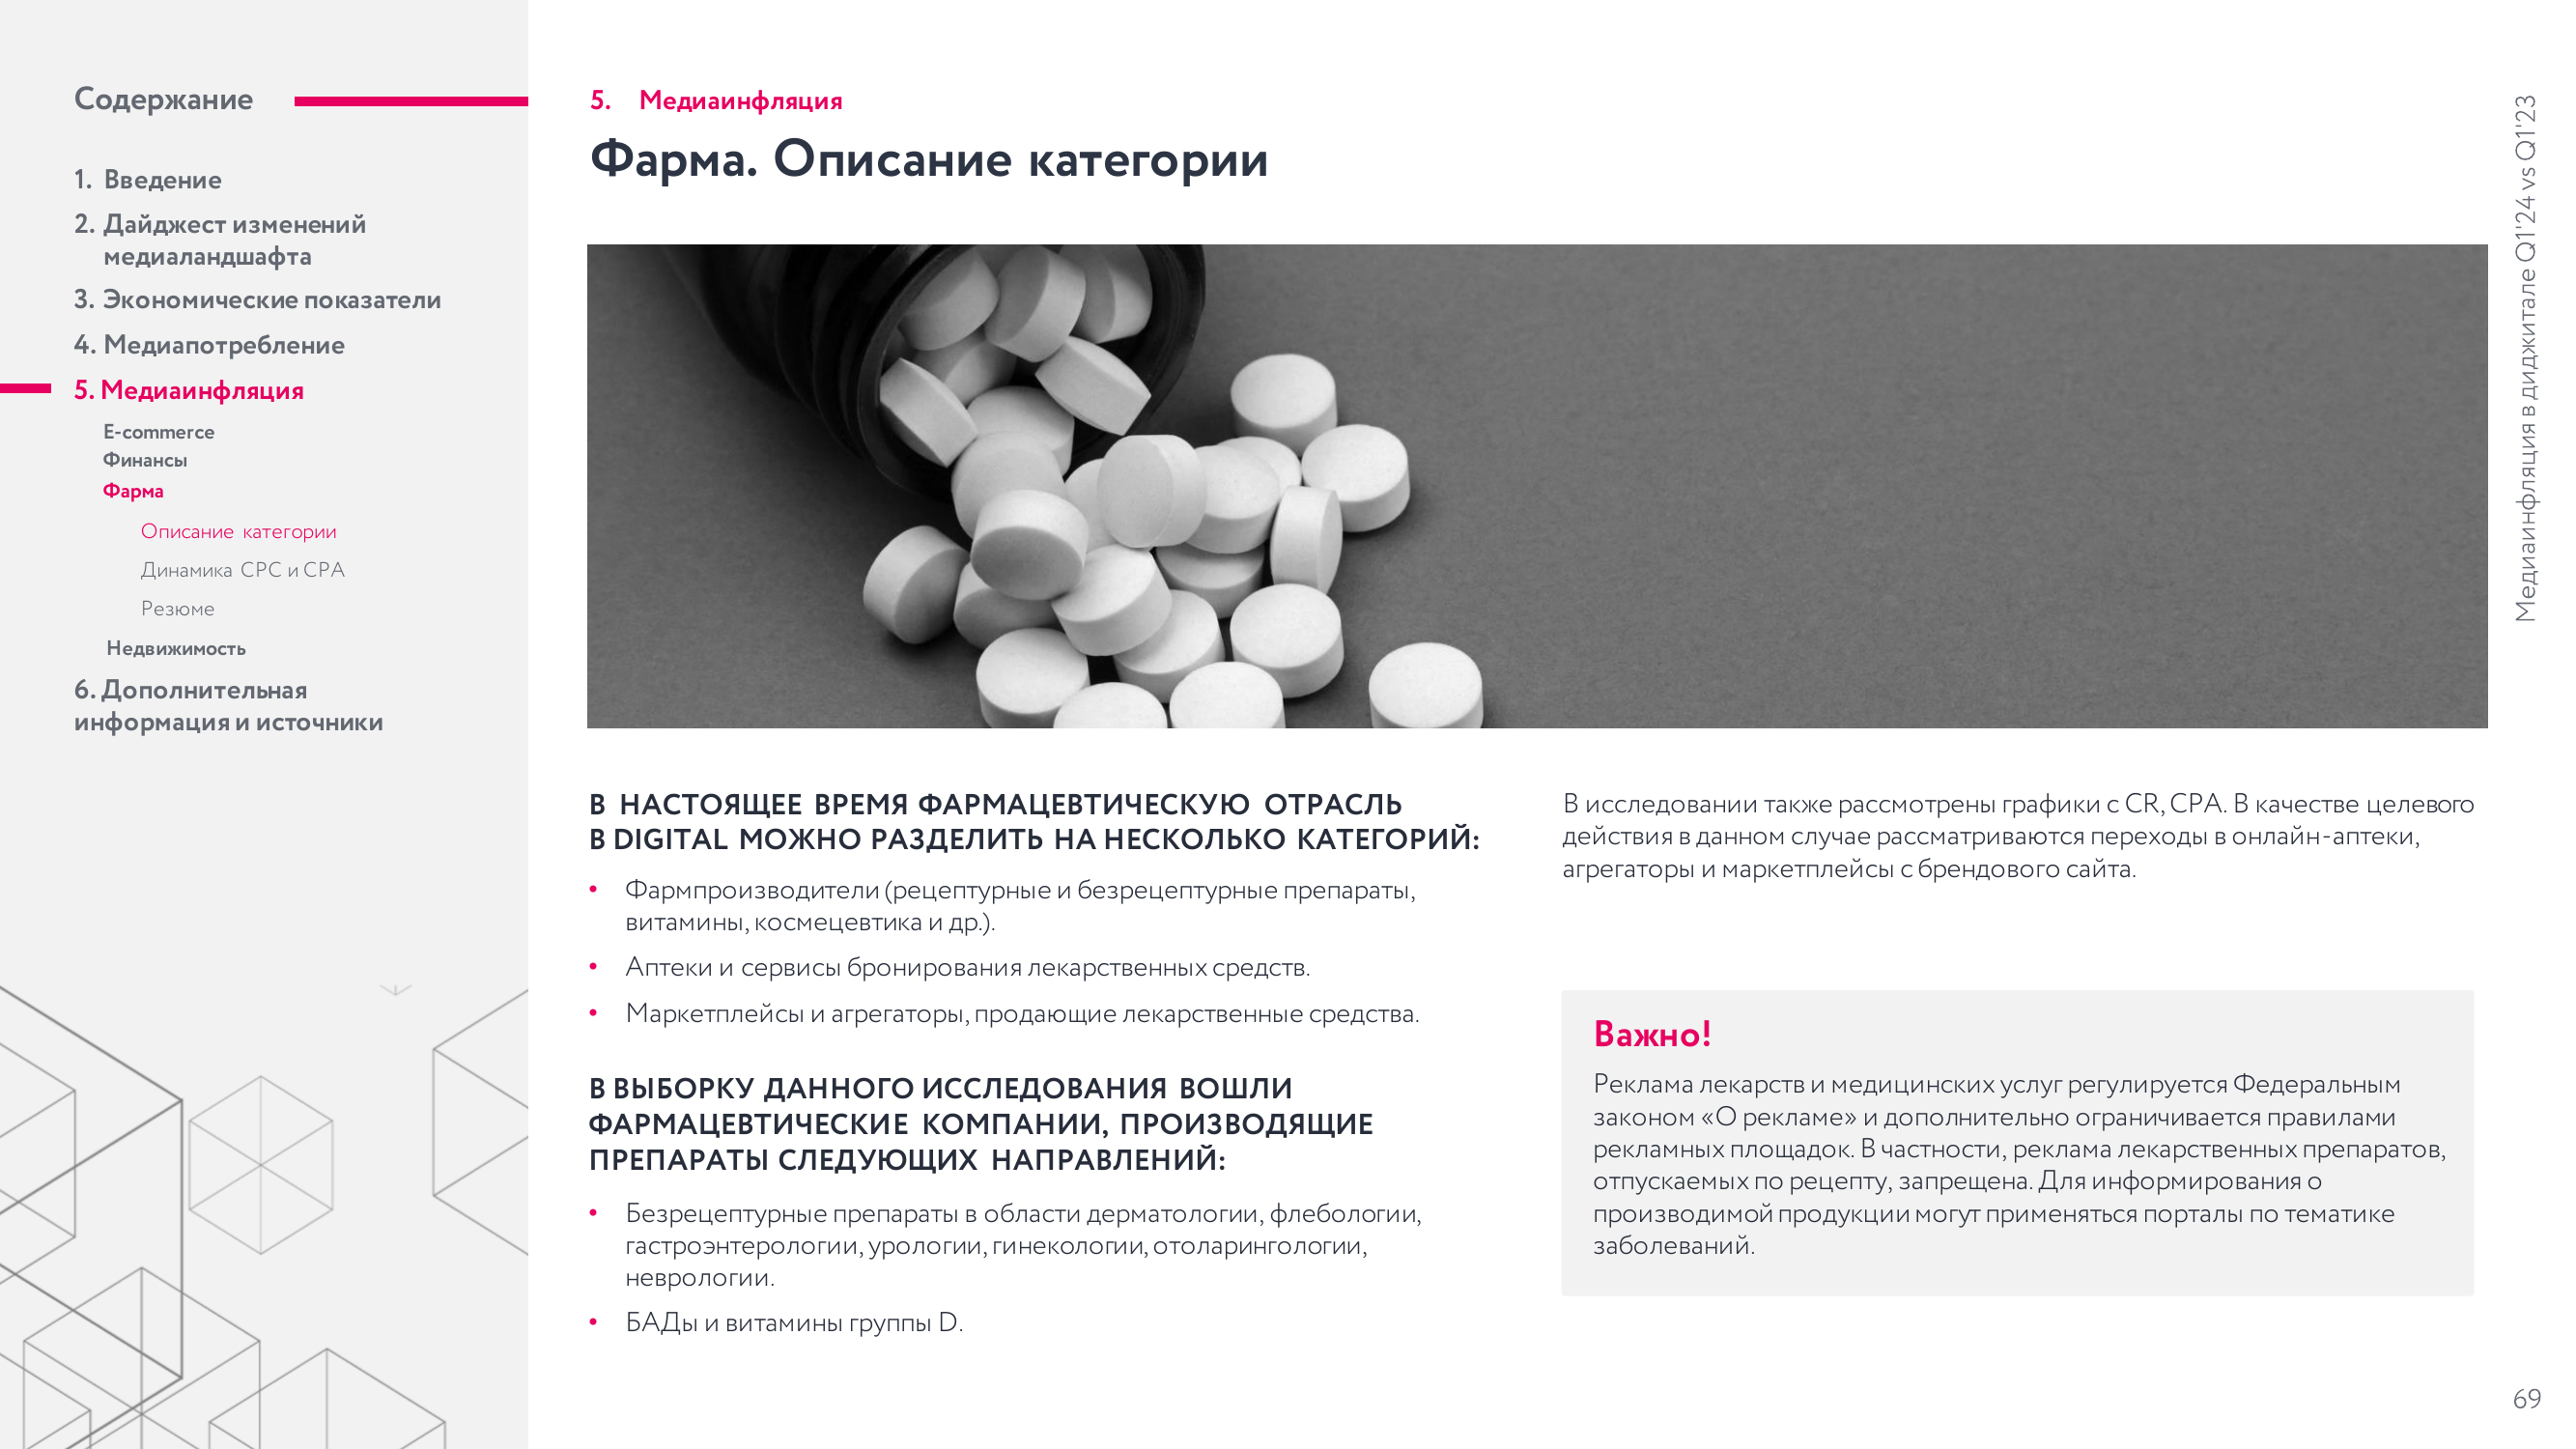 Содержание
1. Введение
2. Дайджест изменений
медиаландшафта
3. Экономические показатели
4. Медиапотребление
5. Медиаинфляция
E-commerce
Финансы
Фарма
Описание категории
Динамика CPC и CPA
Резюме
Недвижимость
6. Дополнительная
информация и источники
5. Медиаинфляция
Фарма. Описание категории
В НАСТОЯЩЕЕ ВРЕМЯ ФАРМАЦЕВТИЧЕСКУЮ ОТРАСЛЬ
В DIGITAL МОЖНО РАЗДЕЛИТЬ НА НЕСКОЛЬКО КАТЕГОРИЙ:
• Фармпроизводители (рецептурные и безрецептурные препараты,
витамины, космецевтика и др.).
• Аптеки и сервисы бронирования лекарственных средств.
• Маркетплейсы и агрегаторы, продающие лекарственные средства.
В ВЫБОРКУ ДАННОГО ИССЛЕДОВАНИЯ ВОШЛИ
ФАРМАЦЕВТИЧЕСКИЕ КОМПАНИИ, ПРОИЗВОДЯЩИЕ
ПРЕПАРАТЫ СЛЕДУЮЩИХ НАПРАВЛЕНИЙ:
• Безрецептурные препараты в области дерматологии, флебологии,
гастроэнтерологии, урологии, гинекологии, отоларингологии,
неврологии.
• БАДы и витамины группы D.
В исследовании также рассмотрены графики с CR, CPA. В качестве целевого
действия в данном случае рассматриваются переходы в онлайн-аптеки,
агрегаторы и маркетплейсы с брендового сайта.
Важно!
Реклама лекарств и медицинских услуг регулируется Федеральным
законом «О рекламе» и дополнительно ограничивается правилами
рекламных площадок. В частности, реклама лекарственных препаратов,
отпускаемых по рецепту, запрещена. Для информирования о
производимой продукции могут применяться порталы по тематике
заболеваний.
Медиаинфляция в диджитале Q1'24 vs Q1'23
69